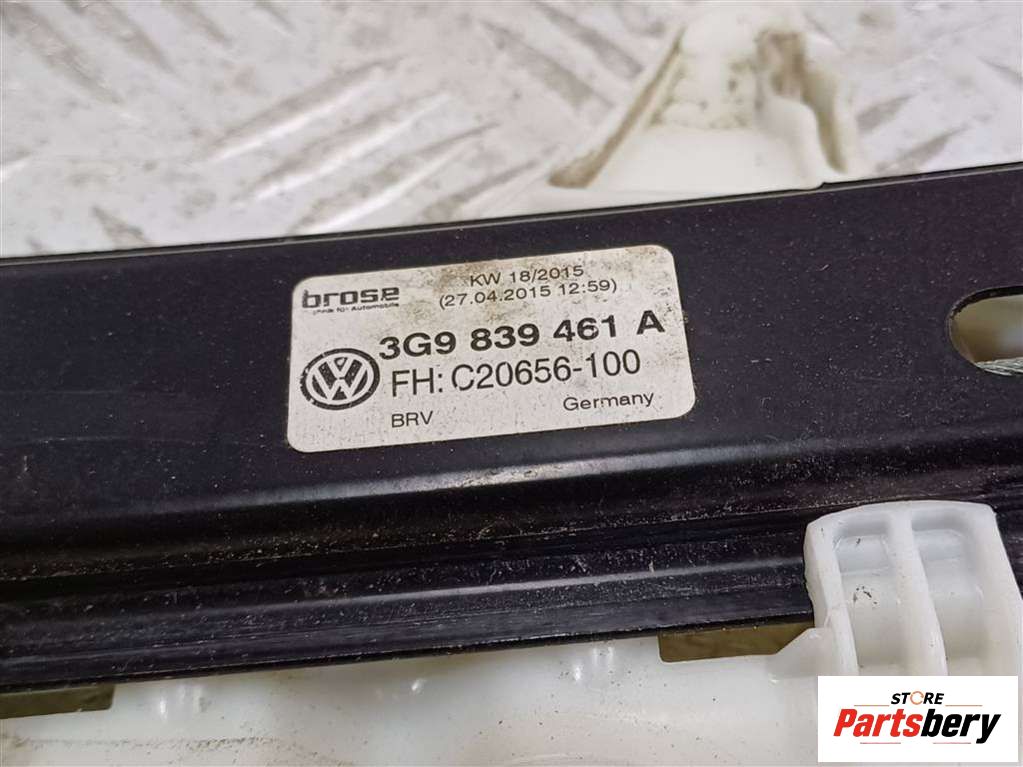 brose
KW 18/2015
(27.04.2015 12:59)
3G9 839 461 A
FH: C20656-100
BRV Germany
STORE
Partsbery